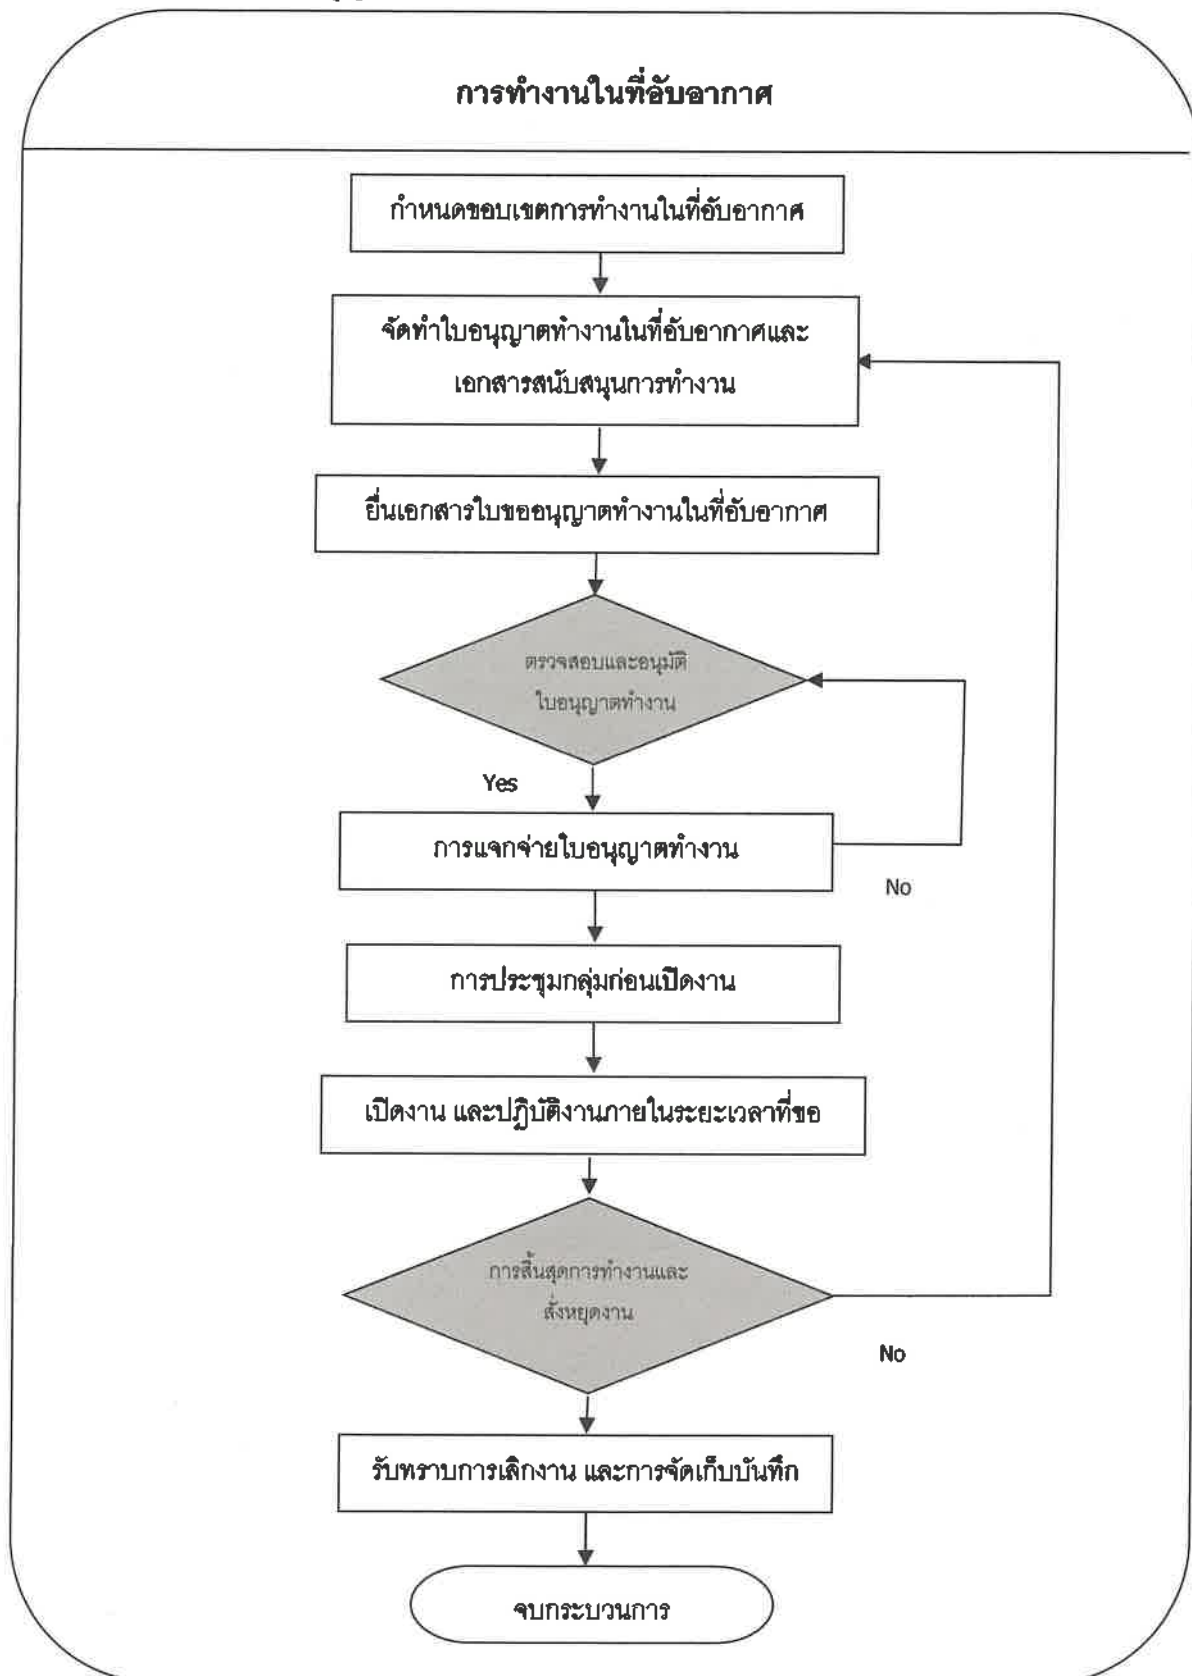 การทำงานในที่อับอากาศ
กำหนดขอบเขตการทำงานในที่อับอากาศ
จัดทำใบอนุญาตทำงานในที่อับอากาศและ
เอกสารสนับสนุนการทำงาน
ยื่นเอกสารใบขออนุญาตทำงานในที่อับอากาศ
ตรวจสอบและอนุมัติ
ใบอนุญาตทำงาน
Yes
การแจกจ่ายใบอนุญาตทำงาน
No
การประชุมกลุ่มก่อนเปิดงาน
เปิดงาน และปฏิบัติงานภายในระยะเวลาที่ขอ
การสิ้นสุดการทำงานและ
สั่งหยุดงาน
No
รับทราบการเลิกงาน และการจัดเก็บบันทึก
จบกระบวนการ